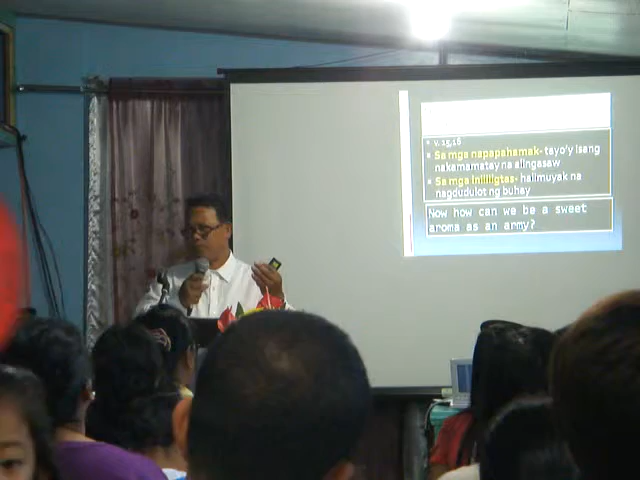 v. 15,16
Sa mga napapahamak- tayo'y isang
nakamamatay na alingasaw
Sa mga inililigtas- halimuyak na
nagdudulot ng buhay
Now how can we be a sweet
aroma as an army?